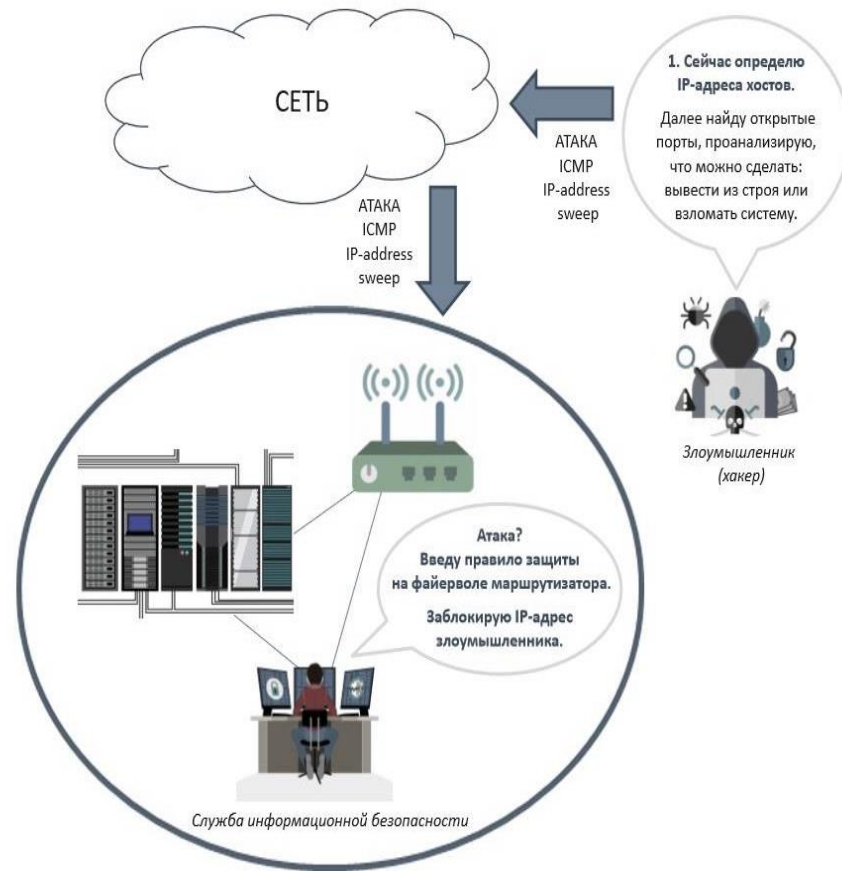 СЕТЬ
1. Сейчас определю
IP-адреса хостов.
Далее найду открытые
порты, проанализирую,
что можно сделать:
вывести из строя или
взломать систему.
АТАКА
ICMP
IP-address
sweep
АТАКА
ICMP
IP-address
sweep
Злоумышленник
(хакер)
Атака?
Введу правило защиты
на файерволе маршрутизатора.
Заблокирую IP-адрес
злоумышленника.
Служба информационной безопасности